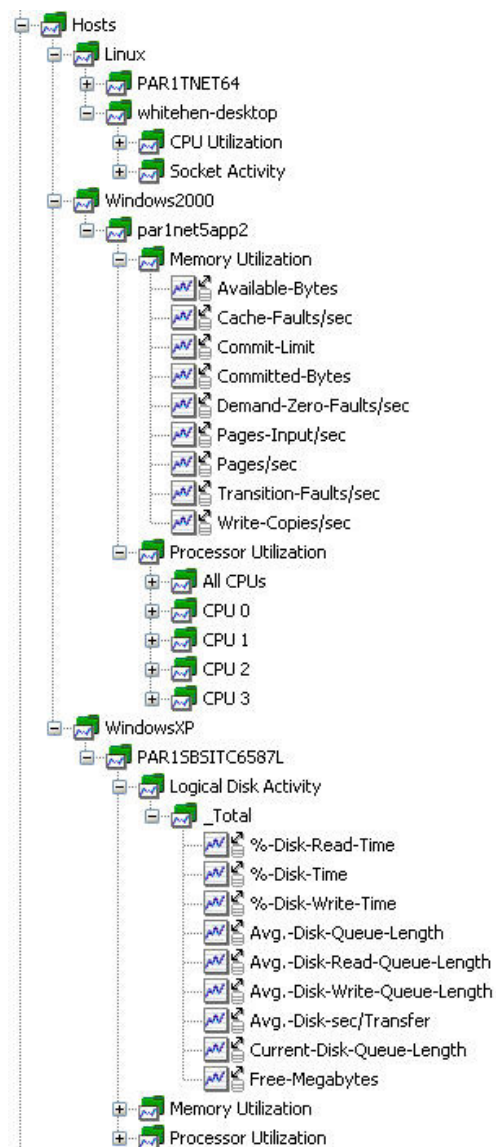 Hosts
Linux
PAR1TNET64
whitehen-desktop
CPU Utilization
Socket Activity
Windows2000
par1net5app2
Memory Utilization
Available-Bytes
Cache-Faults/sec
Commit-Limit
Committed-Bytes
Demand-Zero-Faults/sec
Pages-Input/sec
Pages/sec
Transition-Faults/sec
Write-Copies/sec
Processor Utilization
All CPUs
CPU 0
CPU 1
CPU 2
CPU 3
WindowsXP
PAR1SBSITC6587L
Logical Disk Activity
_Total
%-Disk-Read-Time
%-Disk-Time
%-Disk-Write-Time
Avg.-Disk-Queue-Length
Avg.-Disk-Read-Queue-Length
Avg.-Disk-Write-Queue-Length
Avg.-Disk-sec/Transfer
Current-Disk-Queue-Length
Free-Megabytes
Memory Utilization
Processor Utilization